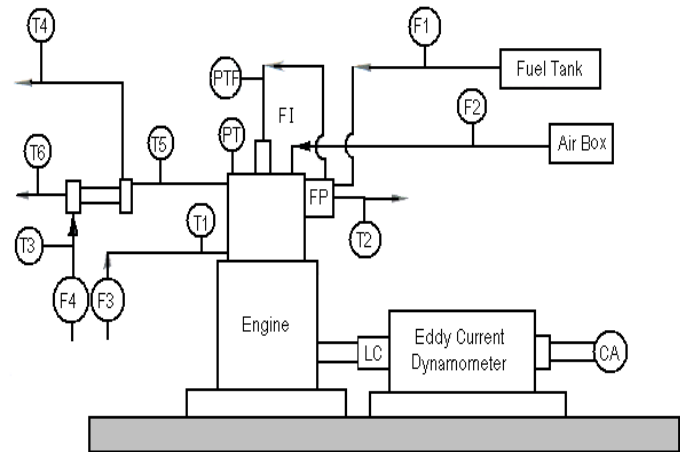 T4
F1
Fuel Tank
PTF
F2
FI
PT
Air Box
T6
T5
FP
T1
T3
T2
F4
F3
Engine
LC
Eddy Current
Dynamometer
CA